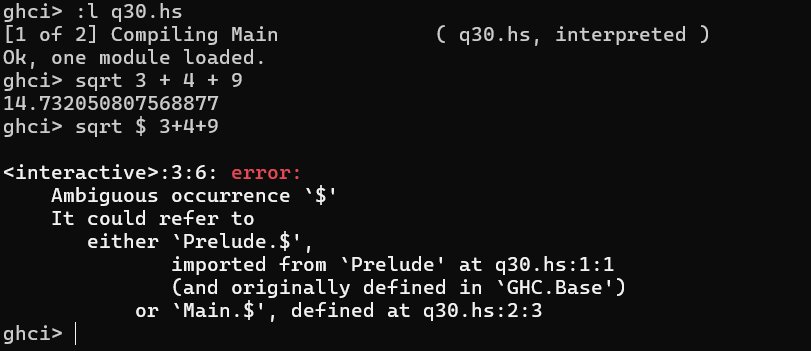 ghci> :l q30.hs
[1 of 2] Compiling Main             ( q30.hs, interpreted )
Ok, one module loaded.
ghci> sqrt 3 + 4 + 9
14.732050807568877
ghci> sqrt $ 3+4+9
<interactive>:3:6: error:
    Ambiguous occurrence `$'
    It could refer to
       either `Prelude.$',
              imported from `Prelude' at q30.hs:1:1
              (and originally defined in `GHC.Base')
           or `Main.$', defined at q30.hs:2:3
ghci>